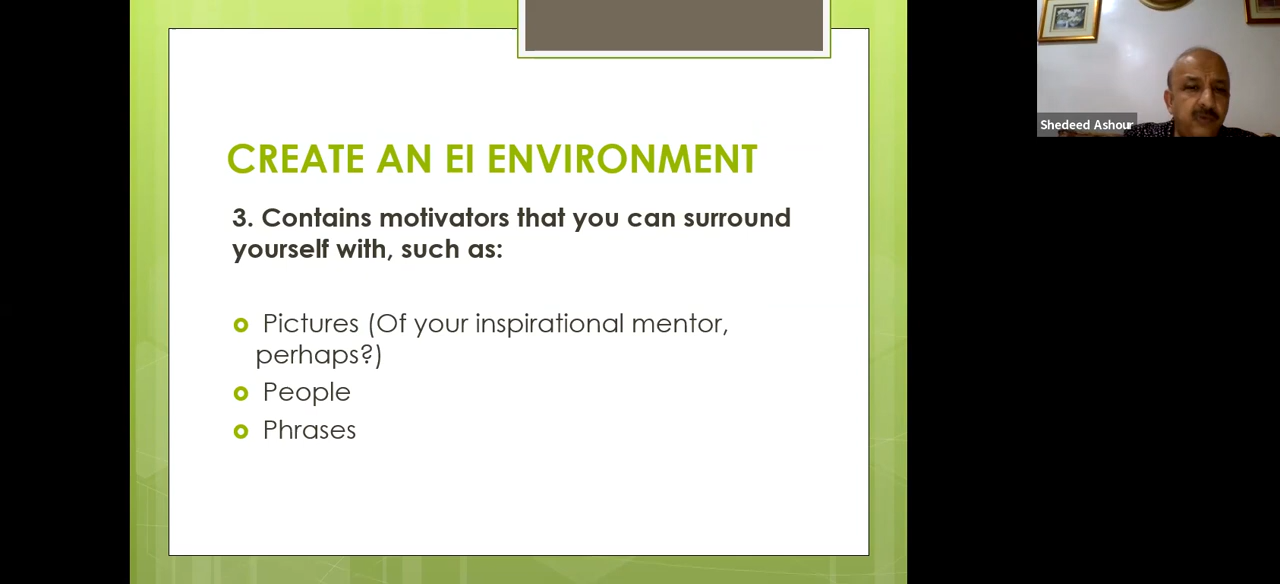 CREATE AN EI ENVIRONMENT
3. Contains motivators that you can surround
yourself with, such as:
Pictures (Of your inspirational mentor,
perhaps?)
People
Phrases
Shedeed Ashour